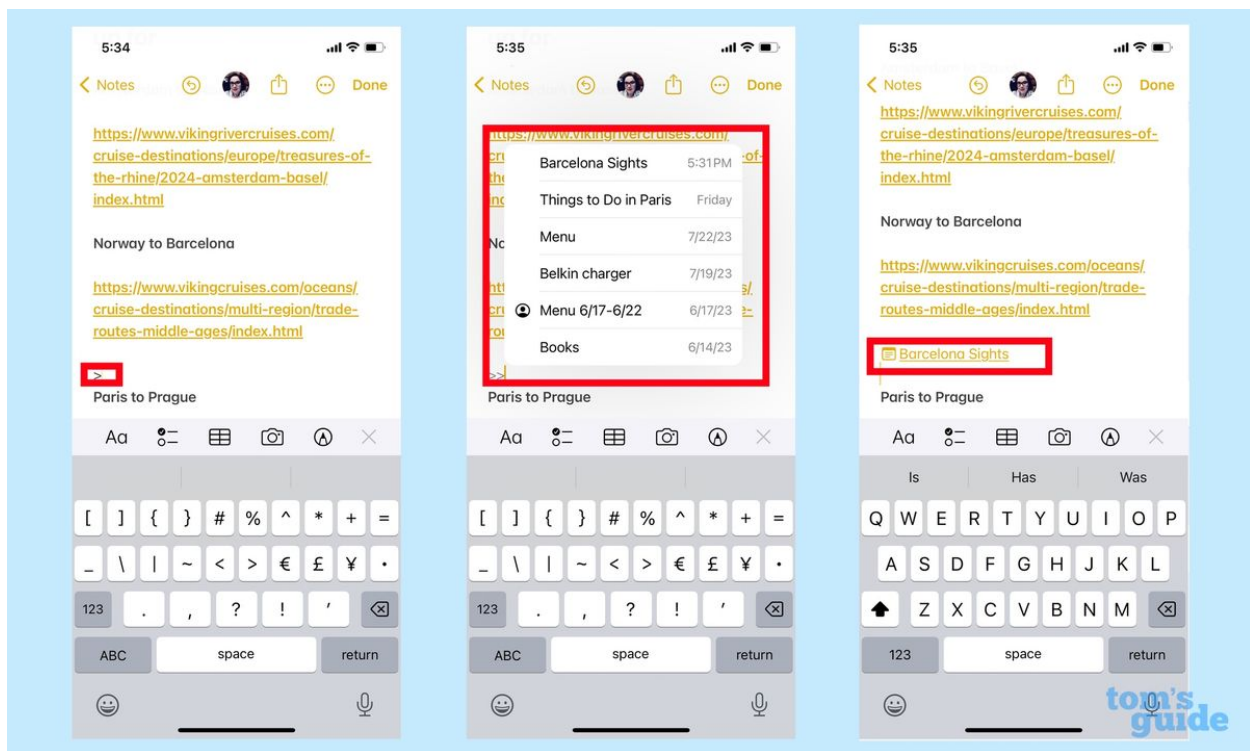 5:34
Notes
Done
https://www.vikingrivercruises.com/
cruise-destinations/europe/treasures-of-
the-rhine/2024-amsterdam-basel/
index.html
Norway to Barcelona
https://www.vikingcruises.com/oceans/
cruise-destinations/multi-region/trade-
routes-middle-ages/index.html
>
Paris to Prague
Aa
[ ] { } # % ^ * + =
_ \ | ~ < > € £ ¥ •
123 . , ? ! '
ABC space return
5:35
Notes
Done
https://www.vikingrivercruises.com/
Barcelona Sights 5:31 PM
Things to Do in Paris Friday
Menu 7/22/23
Belkin charger 7/19/23
Menu 6/17-6/22 6/17/23
Books 6/14/23
>>
Paris to Prague
Aa
[ ] { } # % ^ * + =
_ \ | ~ < > € £ ¥ •
123 . , ? ! '
ABC space return
5:35
Notes
Done
https://www.vikingrivercruises.com/
cruise-destinations/europe/treasures-of-
the-rhine/2024-amsterdam-basel/
index.html
Norway to Barcelona
https://www.vikingcruises.com/oceans/
cruise-destinations/multi-region/trade-
routes-middle-ages/index.html
Barcelona Sights
Paris to Prague
Aa
Is Has Was
Q W E R T Y U I O P
A S D F G H J K L
Z X C V B N M
123 space return
tom's
guide